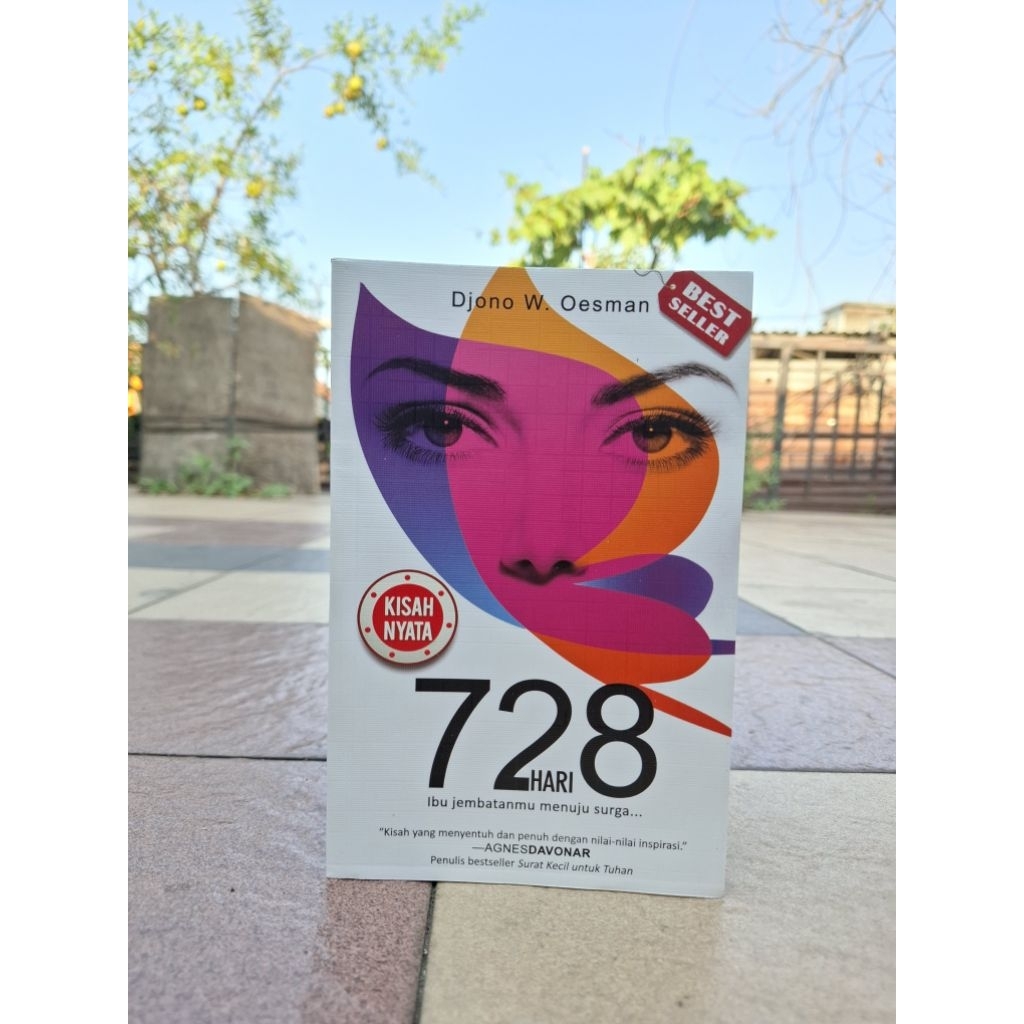 Djono W. Oesman
BEST
SELLER
KISAH
NYATA
728
HARI
Ibu jembatanmu menuju surga...
"Kisah yang menyentuh dan penuh dengan nilai-nilai inspirasi."
—AGNESDAVONAR
Penulis bestseller Surat Kecil untuk Tuhan